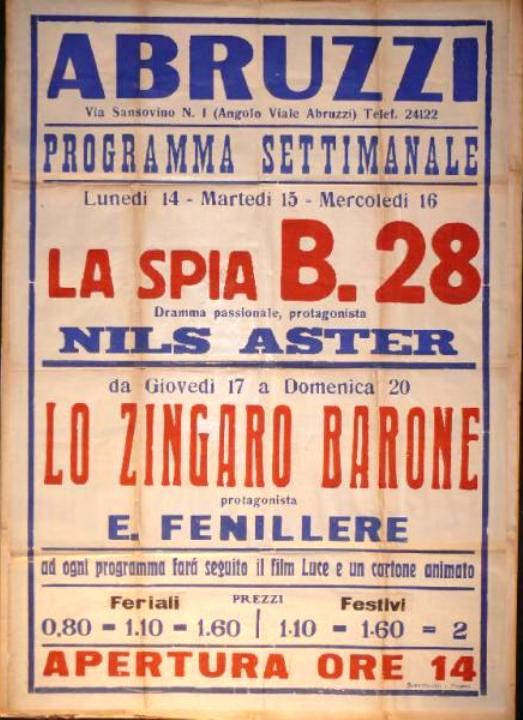 ABRUZZI
Via Sansovino N. 1 (Angolo Viale Abruzzi) Telef. 24122
PROGRAMMA SETTIMANALE
Lunedì 14 - Martedì 15 - Mercoledì 16
LA SPIA B. 28
Dramma passionale, protagonista
NILS ASTER
da Giovedì 17 a Domenica 20
LO ZINGARO BARONE
protagonista
E. FENILLERE
ad ogni programma farà seguito il film Luce e un cartone animato
Feriali PREZZI Festivi
0.80 - 1.10 - 1.60 | 1.10 - 1.60 = 2
APERTURA ORE 14